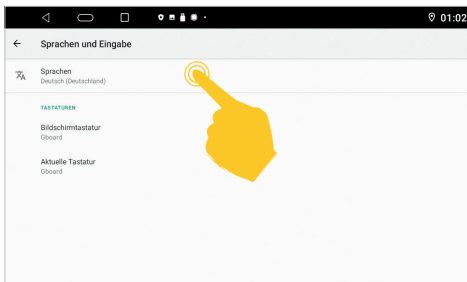 01:02
Sprachen und Eingabe
Sprachen
Deutsch (Deutschland)
TASTATUREN
Bildschirmtastatur
Gboard
Aktuelle Tastatur
Gboard